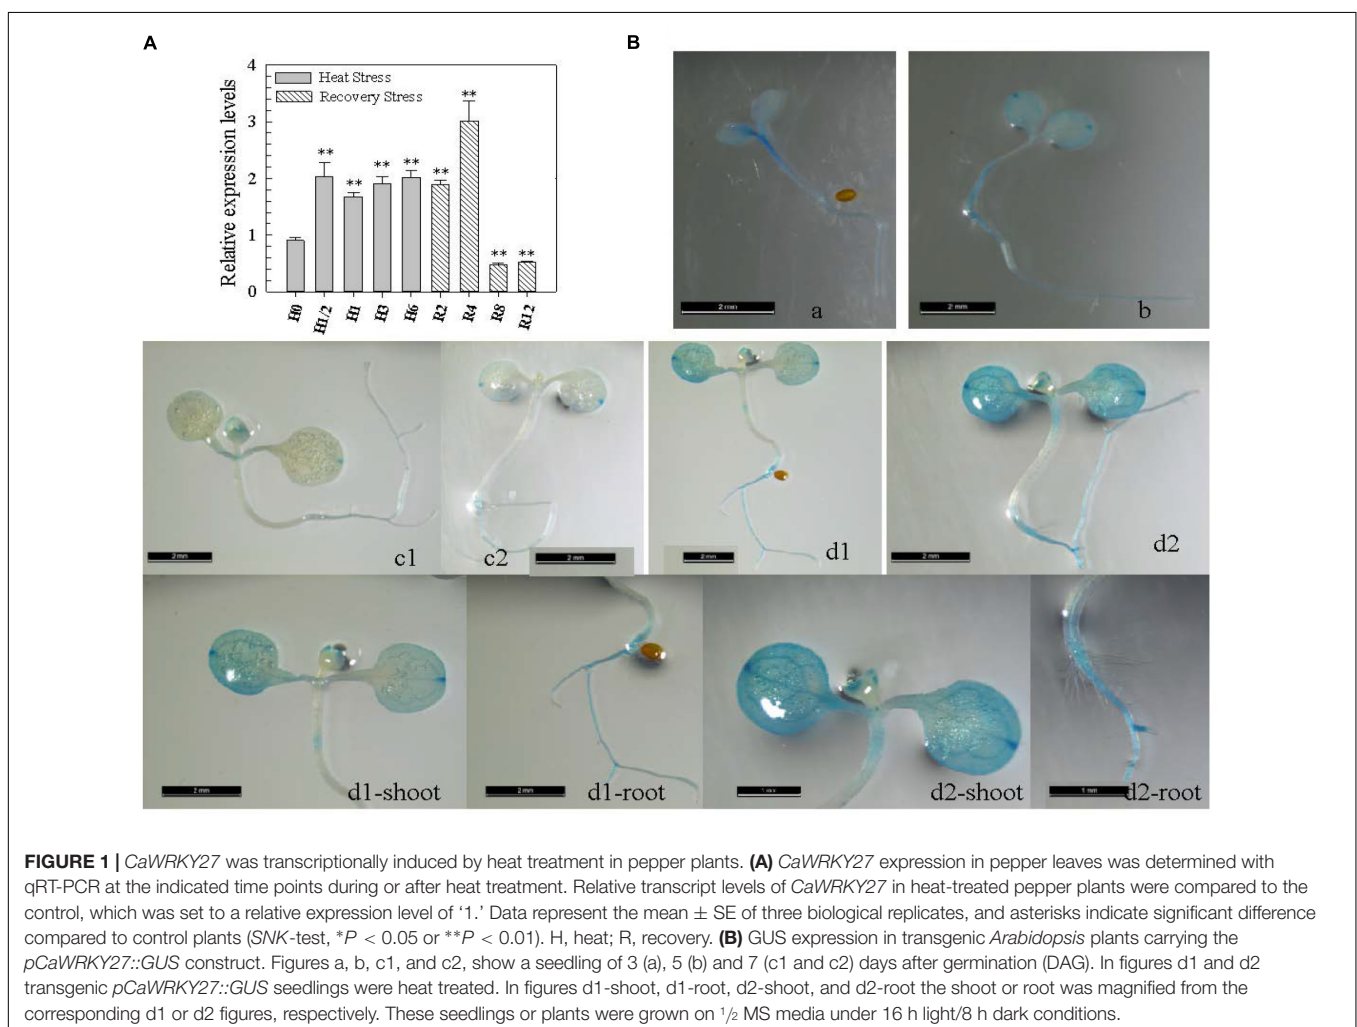 A
B
Relative expression levels
4
3
2
1
0
Heat Stress
Recovery Stress
**
**
**
**
**
**
**
**
H0
H1/2
H1
H3
H6
R2
R4
R8
R12
2 mm
a
2 mm
b
2 mm
c1
c2
2 mm
2 mm
d1
2 mm
d2
2 mm
d1-shoot
2 mm
d1-root
1 mm
d2-shoot
1 mm
d2-root
FIGURE 1 | CaWRKY27 was transcriptionally induced by heat treatment in pepper plants. (A) CaWRKY27 expression in pepper leaves was determined with
qRT-PCR at the indicated time points during or after heat treatment. Relative transcript levels of CaWRKY27 in heat-treated pepper plants were compared to the
control, which was set to a relative expression level of ‘1.’ Data represent the mean ± SE of three biological replicates, and asterisks indicate significant difference
compared to control plants (SNK-test, *P < 0.05 or **P < 0.01). H, heat; R, recovery. (B) GUS expression in transgenic Arabidopsis plants carrying the
pCaWRKY27::GUS construct. Figures a, b, c1, and c2, show a seedling of 3 (a), 5 (b) and 7 (c1 and c2) days after germination (DAG). In figures d1 and d2
transgenic pCaWRKY27::GUS seedlings were heat treated. In figures d1-shoot, d1-root, d2-shoot, and d2-root the shoot or root was magnified from the
corresponding d1 or d2 figures, respectively. These seedlings or plants were grown on 1/2 MS media under 16 h light/8 h dark conditions.